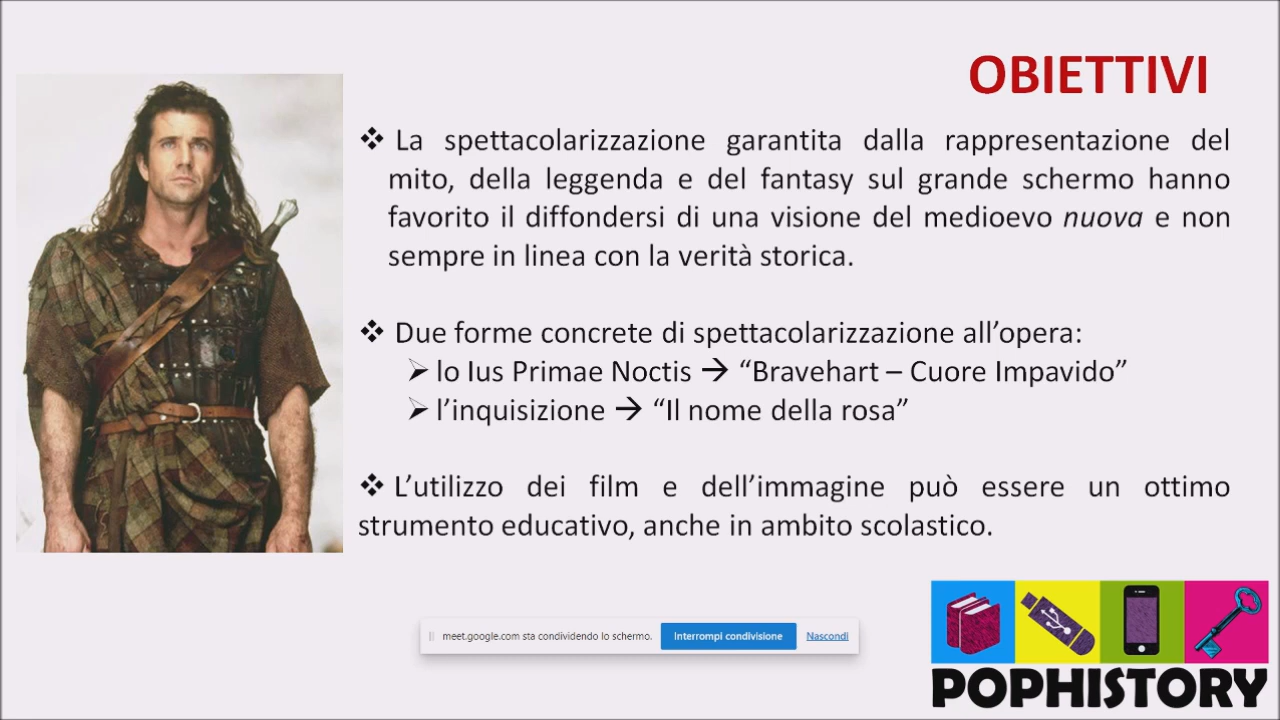 OBIETTIVI
❖ La spettacolarizzazione garantita dalla rappresentazione del
mito, della leggenda e del fantasy sul grande schermo hanno
favorito il diffondersi di una visione del medioevo nuova e non
sempre in linea con la verità storica.
❖ Due forme concrete di spettacolarizzazione all’opera:
➢ lo Ius Primae Noctis → “Bravehart – Cuore Impavido”
➢ l’inquisizione → “Il nome della rosa”
❖ L’utilizzo dei film e dell’immagine può essere un ottimo
strumento educativo, anche in ambito scolastico.
meet.google.com sta condividendo lo schermo. Interrompi condivisione Nascondi
POPHISTORY